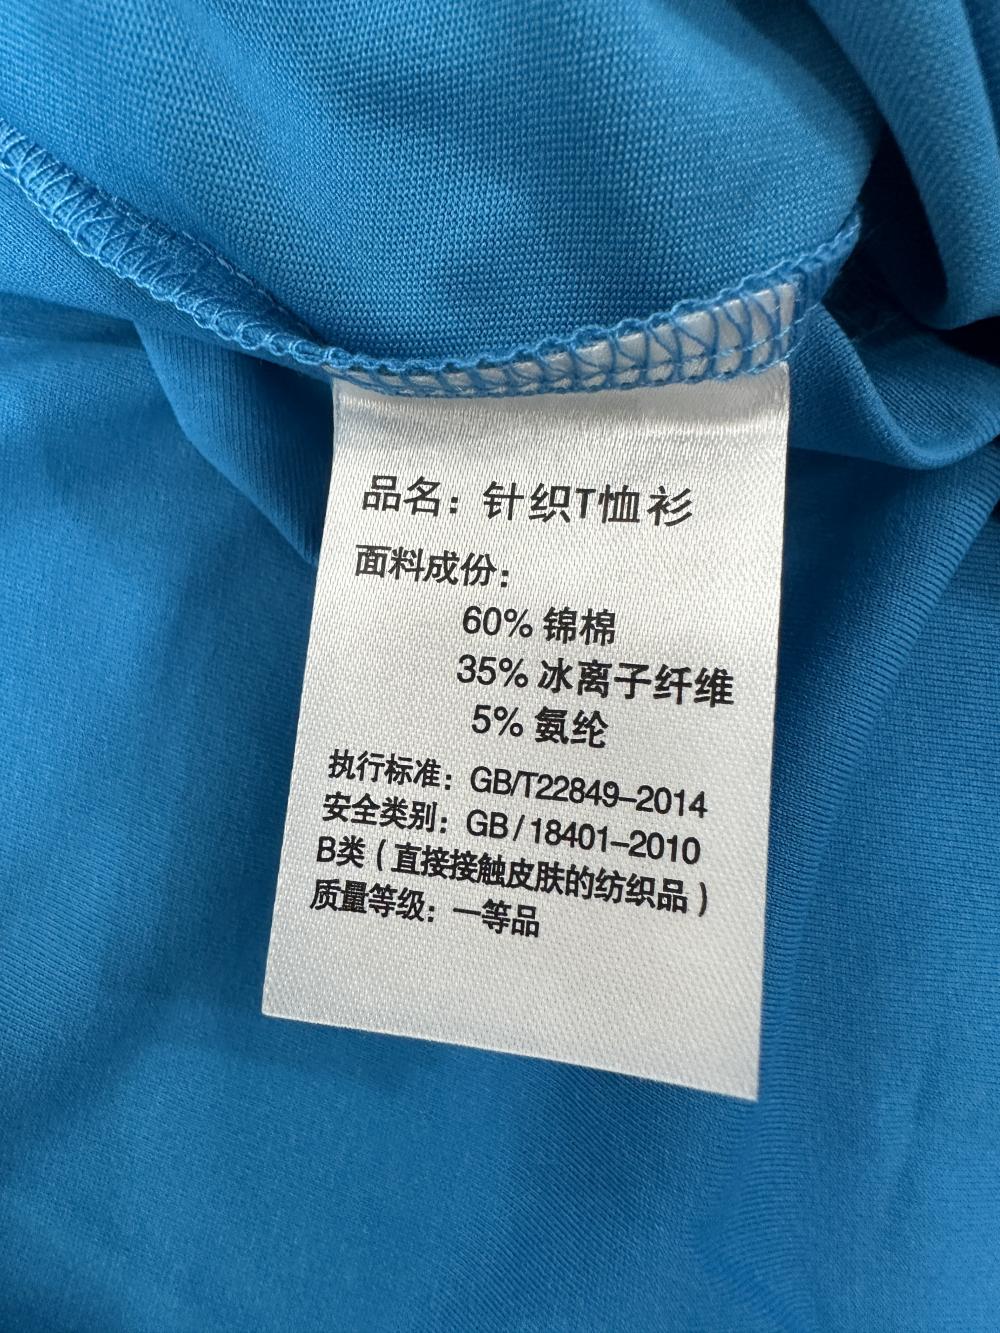 品名：针织T恤衫
面料成份：
60% 锦棉
35% 冰离子纤维
5% 氨纶
执行标准：GB/T22849–2014
安全类别：GB/18401–2010
B类（直接接触皮肤的纺织品）
质量等级：一等品